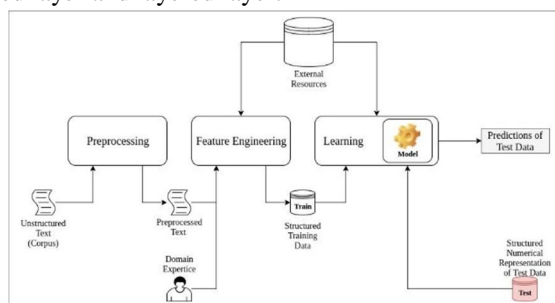 External
Resources
Preprocessing
Feature Engineering
Learning
Model
Predictions of
Test Data
Unstructured
Text
(Corpus)
Preprocessed
Text
Train
Structured
Training
Data
Domain
Expertice
Structured
Numerical
Representation
of Test Data
Test